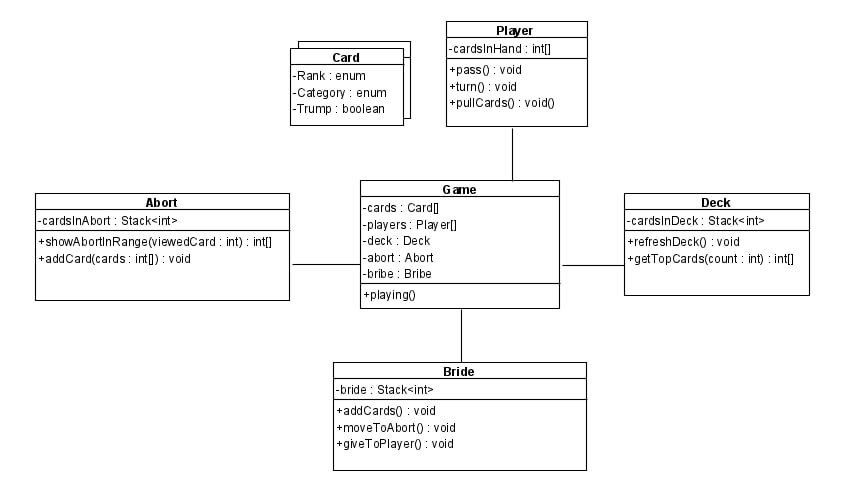 Player
-cardsInHand : int[]
+pass() : void
+turn() : void
+pullCards() : void()
Card
-Rank : enum
-Category : enum
-Trump : boolean
Game
-cards : Card[]
-players : Player[]
-deck : Deck
-abort : Abort
-bribe : Bribe
+playing()
Abort
-cardsInAbort : Stack<int>
+showAbortInRange(viewedCard : int) : int[]
+addCard(cards : int[]) : void
Deck
-cardsInDeck : Stack<int>
+refreshDeck() : void
+getTopCards(count : int) : int[]
Bride
-bride : Stack<int>
+addCards() : void
+moveToAbort() : void
+giveToPlayer() : void